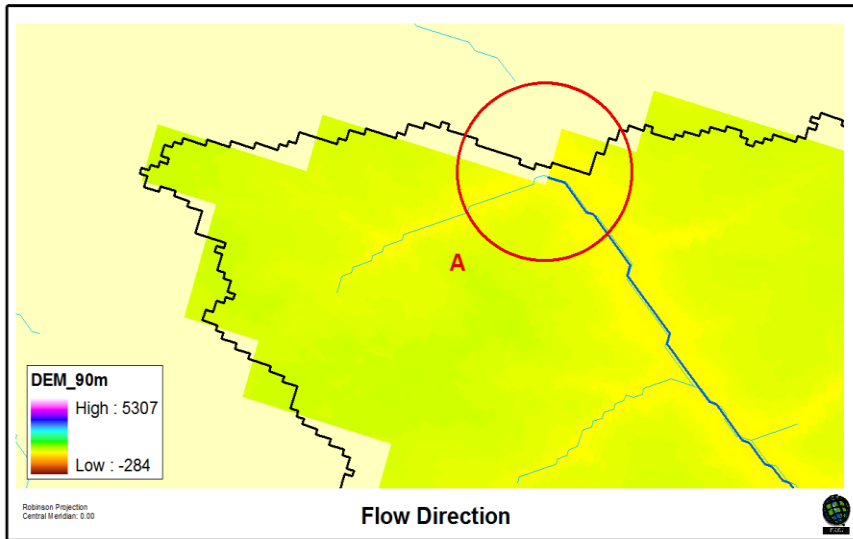 A
DEM_90m
High : 5307
Low : -284
Robinson Projection
Central Meridian: 0.00
Flow Direction